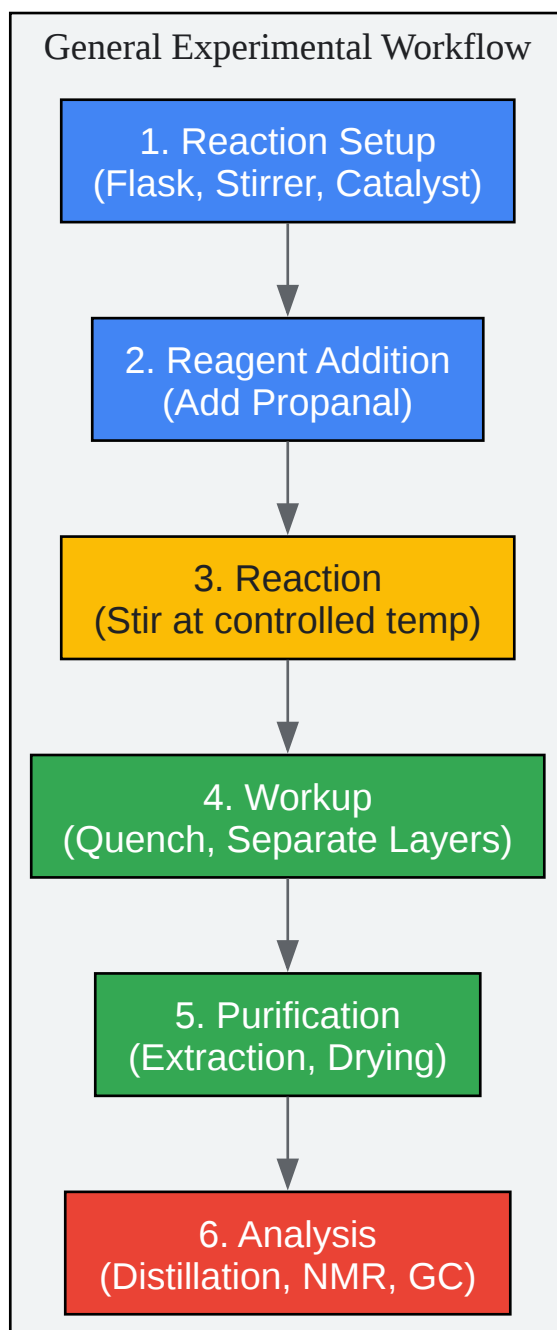 General Experimental Workflow
1. Reaction Setup
(Flask, Stirrer, Catalyst)
2. Reagent Addition
(Add Propanal)
3. Reaction
(Stir at controlled temp)
4. Workup
(Quench, Separate Layers)
5. Purification
(Extraction, Drying)
6. Analysis
(Distillation, NMR, GC)